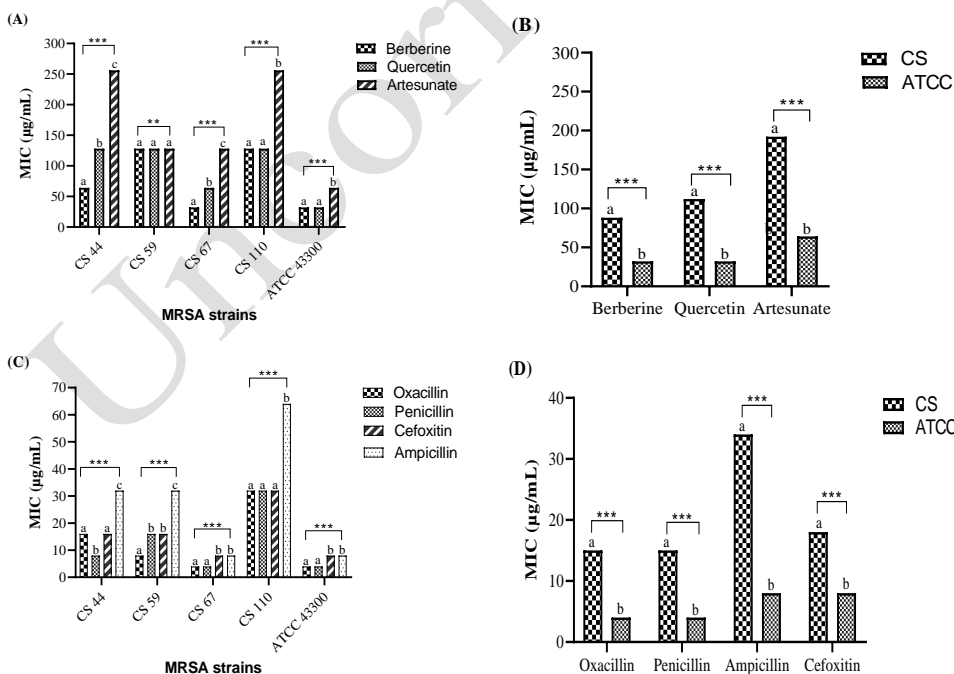 (A)
MIC (µg/mL)
300
250
200
150
100
50
0
***
**
***
***
***
a b c
a a a
a b c
a a b
a a b
CS 44
CS 59
CS 67
CS 110
ATCC 43300
MRSA strains
Berberine
Quercetin
Artesunate
(B)
MIC (µg/mL)
300
250
200
150
100
50
0
***
***
***
a b
a b
a b
Berberine
Quercetin
Artesunate
CS
ATCC
(C)
MIC (µg/mL)
70
60
50
40
30
20
10
0
***
***
***
***
***
a b a c
a b b c
a a b b
a a a b
a a b b
CS 44
CS 59
CS 67
CS 110
ATCC 43300
MRSA strains
Oxacillin
Penicillin
Cefoxitin
Ampicillin
(D)
MIC (µg/mL)
40
30
20
10
0
***
***
***
***
a b
a b
a b
a b
Oxacillin
Penicillin
Ampicillin
Cefoxitin
CS
ATCC
Uncorr